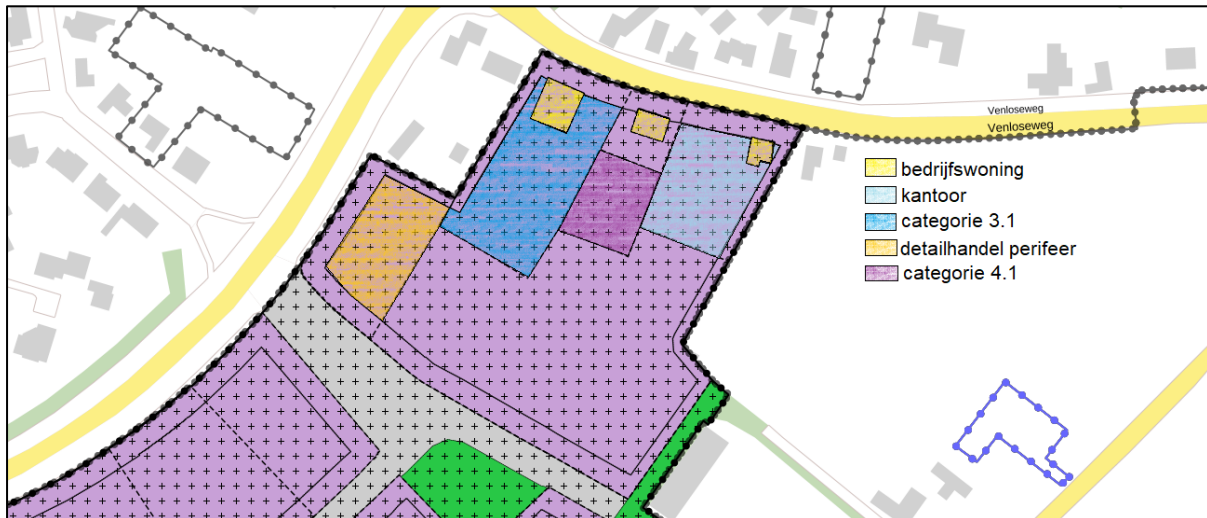 Venloseweg
Venloseweg
bedrijfswoning
kantoor
categorie 3.1
detailhandel perifeer
categorie 4.1